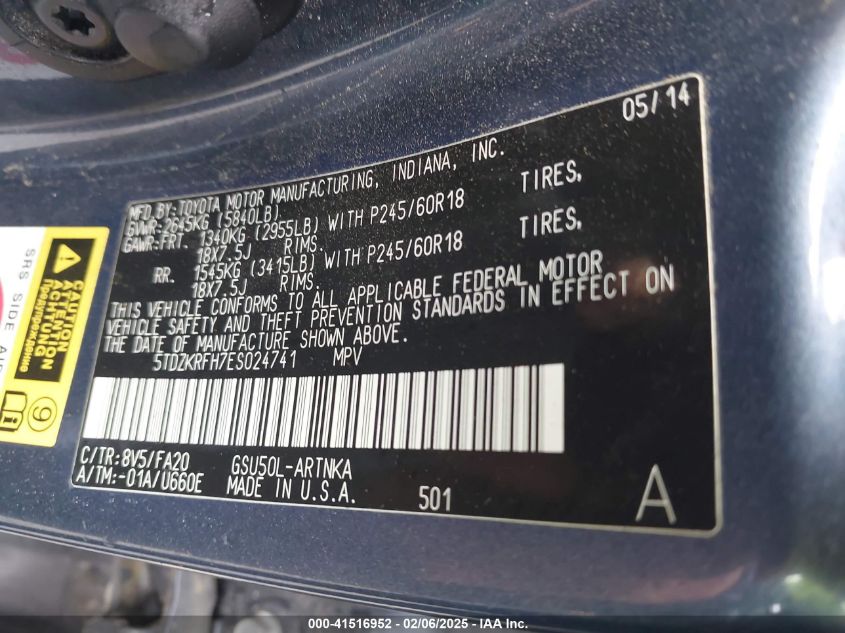 05/14
MFD.BY:TOYOTA MOTOR MANUFACTURING, INDIANA, INC.
GVWR:2645KG (5840LB)
GAWR:FRT. 1340KG (2955LB) WITH P245/60R18 TIRES,
18X7.5J RIMS.
RR. 1545KG (3415LB) WITH P245/60R18 TIRES,
18X7.5J RIMS
THIS VEHICLE CONFORMS TO ALL APPLICABLE FEDERAL MOTOR
VEHICLE SAFETY AND THEFT PREVENTION STANDARDS IN EFFECT ON
THE DATE OF MANUFACTURE SHOWN ABOVE.
5TDZKRFH7ES024741 MPV
C/TR:8V5/FA20 GSU50L-ARTNKA
A/TM:-01A/U660E MADE IN U.S.A. 501
A
SRS SIDE
CAUTION
ATTENTION
ACHTUNG
9
000-41516952 - 02/06/2025 - IAA Inc.